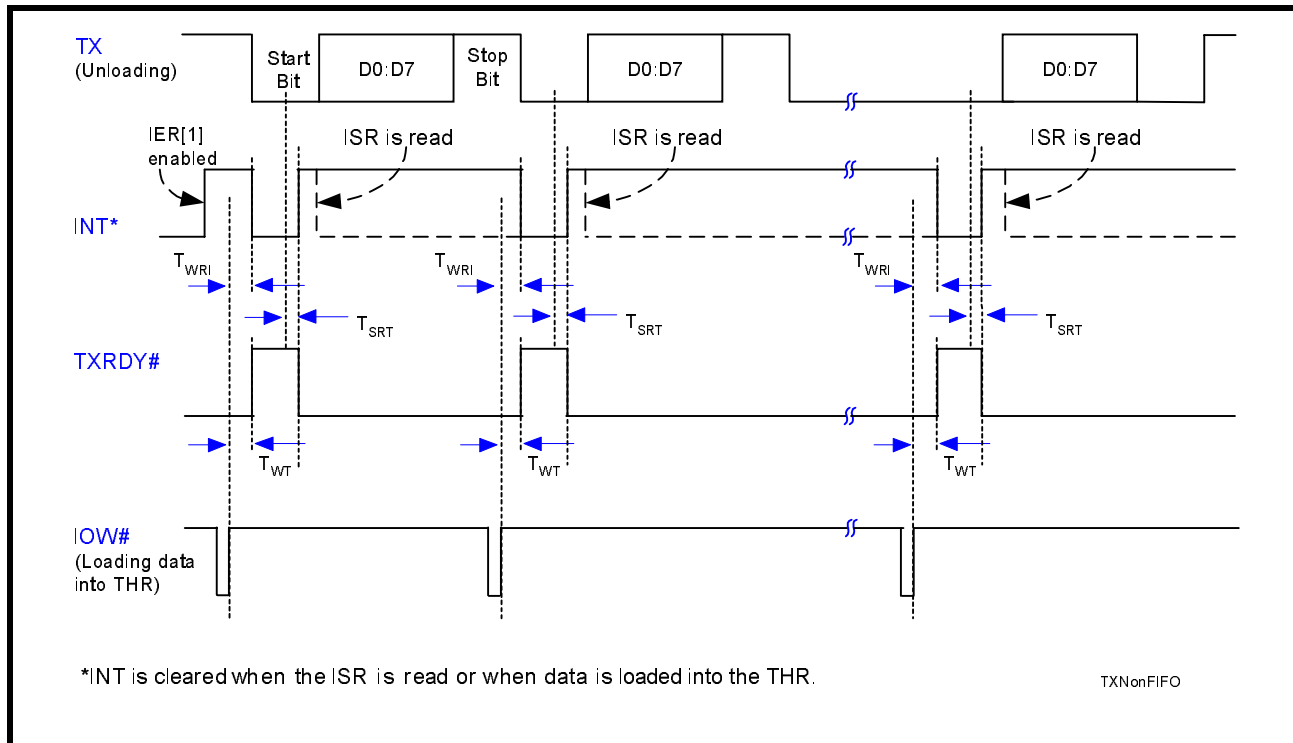 TX
(Unloading)
Start
Bit
D0:D7
Stop
Bit
D0:D7
D0:D7
IER[1]
enabled
ISR is read
ISR is read
ISR is read
INT*
TWRI
TWRI
TWRI
TSRT
TSRT
TSRT
TXRDY#
TWT
TWT
TWT
IOW#
(Loading data
into THR)
*INT is cleared when the ISR is read or when data is loaded into the THR.
TXNonFIFO